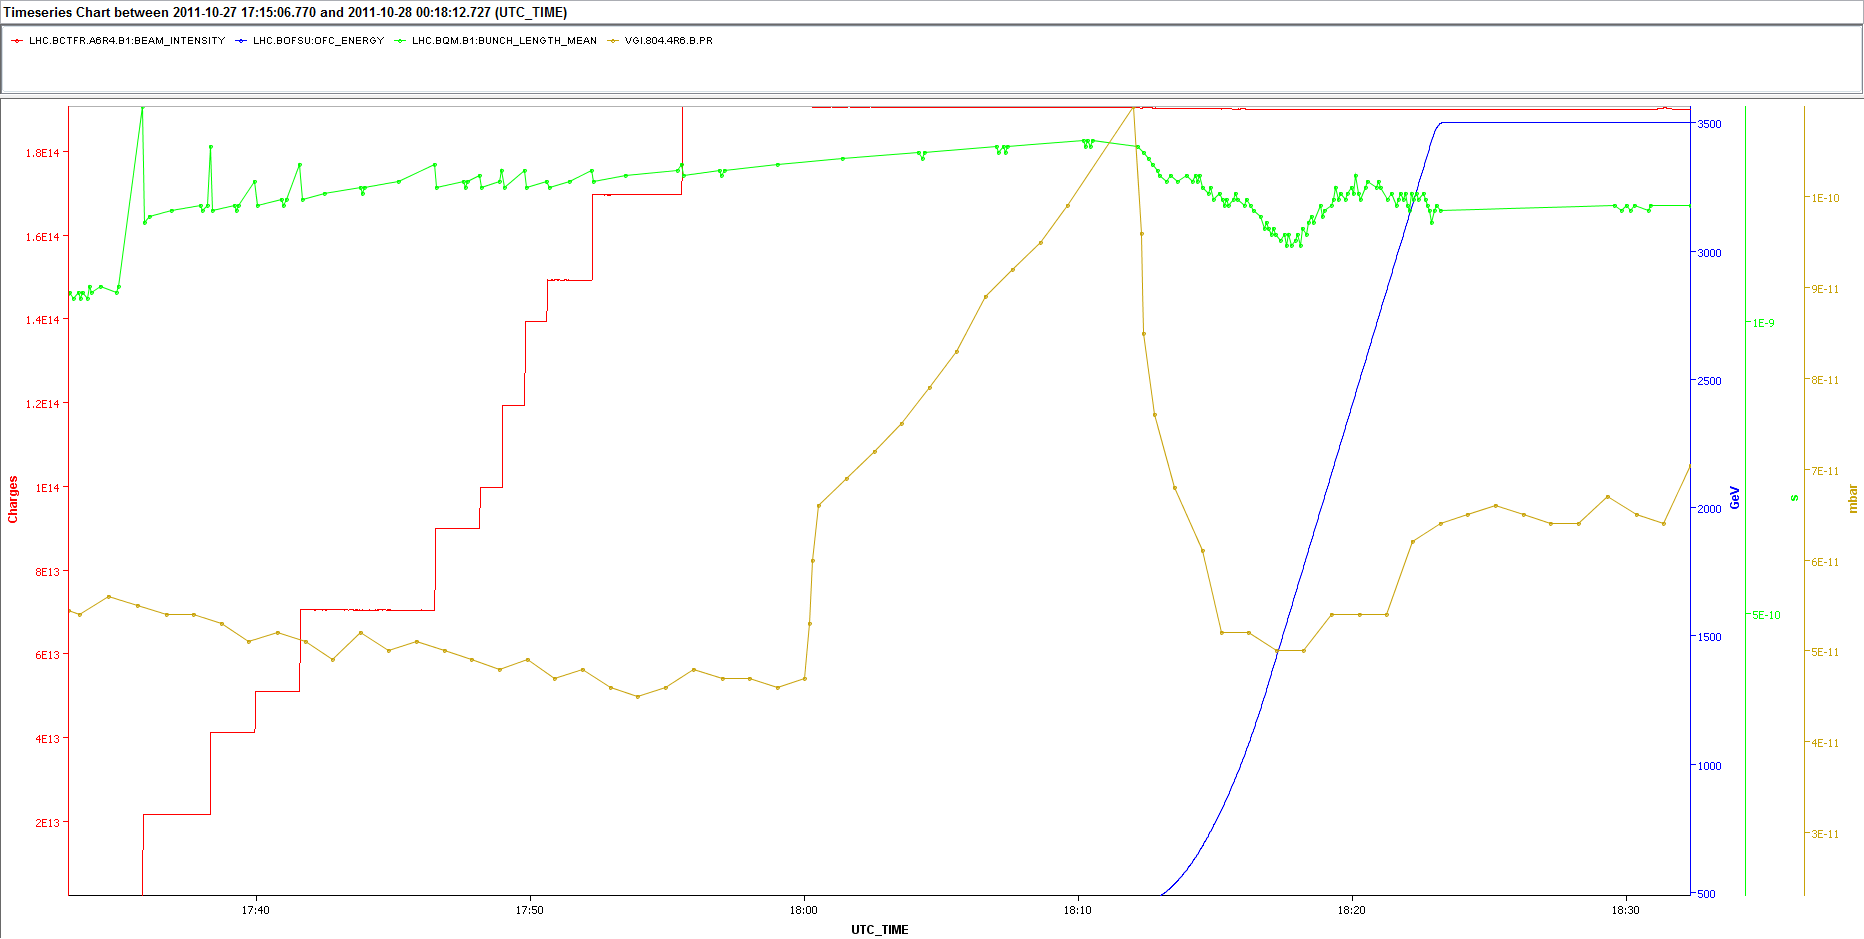 Timeseries Chart between 2011-10-27 17:15:06.770 and 2011-10-28 00:18:12.727 (UTC_TIME)
LHC.BCTFR.A6R4.B1:BEAM_INTENSITY LHC.BOFSU:OFC_ENERGY LHC.BQM.B1:BUNCH_LENGTH_MEAN VGI.804.4R6.B.PR
Charges
1.8E14
1.6E14
1.4E14
1.2E14
1E14
8E13
6E13
4E13
2E13
3500
3000
2500
2000
1500
1000
500
GeV
1E-9
5E-10
s
1E-10
9E-11
8E-11
7E-11
6E-11
5E-11
4E-11
3E-11
mbar
17:40 17:50 18:00 18:10 18:20 18:30
UTC_TIME